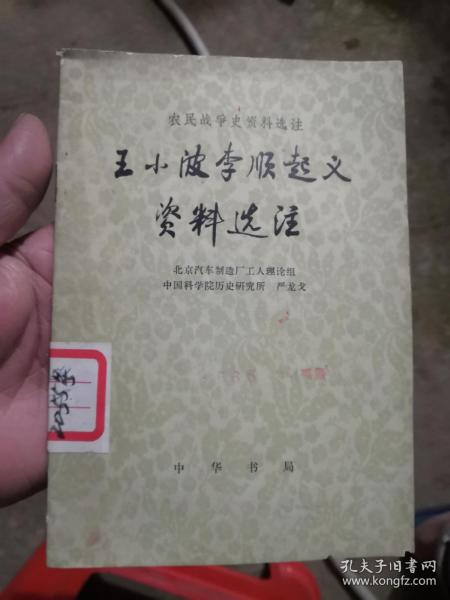 农民战争史资料选注
王小波李顺起义
资料选注
北京汽车制造厂工人理论组
中国科学院历史研究所 严龙戈
中华书局
孔夫子旧书网
www.kongfz.com